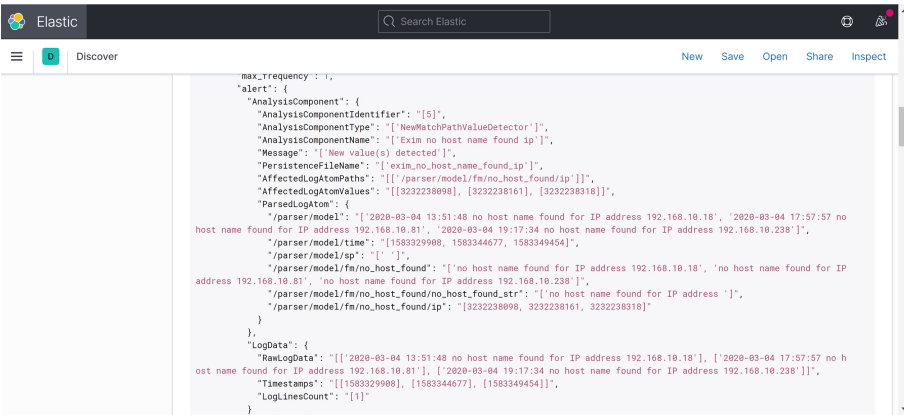 Elastic
Search Elastic
D
Discover
New Save Open Share Inspect
"max_frequency": 1,
"alert": {
"AnalysisComponent": {
"AnalysisComponentIdentifier": "[5]",
"AnalysisComponentType": "['NewMatchPathValueDetector']",
"AnalysisComponentName": "['Exim no host name found ip']",
"Message": "['New value(s) detected']",
"PersistenceFileName": "['exim_no_host_name_found_ip']",
"AffectedLogAtomPaths": "[['/parser/model/fm/no_host_found/ip']]",
"AffectedLogAtomValues": "[[3232238098], [3232238161], [3232238318]]",
"ParsedLogAtom": {
"/parser/model": "['2020-03-04 13:51:48 no host name found for IP address 192.168.10.18', '2020-03-04 17:57:57 no
host name found for IP address 192.168.10.81', '2020-03-04 19:17:34 no host name found for IP address 192.168.10.238']",
"/parser/model/time": "[1583329908, 1583344677, 1583349454]",
"/parser/model/sp": "[' ']",
"/parser/model/fm/no_host_found": "['no host name found for IP address 192.168.10.18', 'no host name found for IP
address 192.168.10.81', 'no host name found for IP address 192.168.10.238']",
"/parser/model/fm/no_host_found/no_host_found_str": "['no host name found for IP address ']",
"/parser/model/fm/no_host_found/ip": "[3232238098, 3232238161, 3232238318]"
}
},
"LogData": {
"RawLogData": "[['2020-03-04 13:51:48 no host name found for IP address 192.168.10.18'], ['2020-03-04 17:57:57 no h
ost name found for IP address 192.168.10.81'], ['2020-03-04 19:17:34 no host name found for IP address 192.168.10.238']]",
"Timestamps": "[[1583329908], [1583344677], [1583349454]]",
"LogLinesCount": "[1]"
}